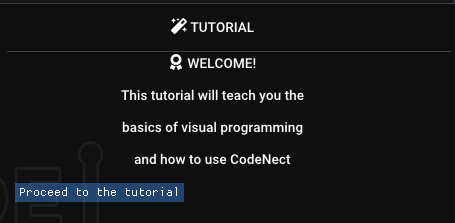 TUTORIAL
WELCOME!
This tutorial will teach you the
basics of visual programming
and how to use CodeNect
Proceed to the tutorial